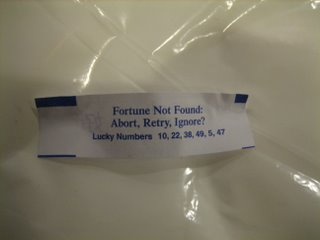 Fortune Not Found:
Abort, Retry, Ignore?
Lucky Numbers 10, 22, 38, 49, 5, 47